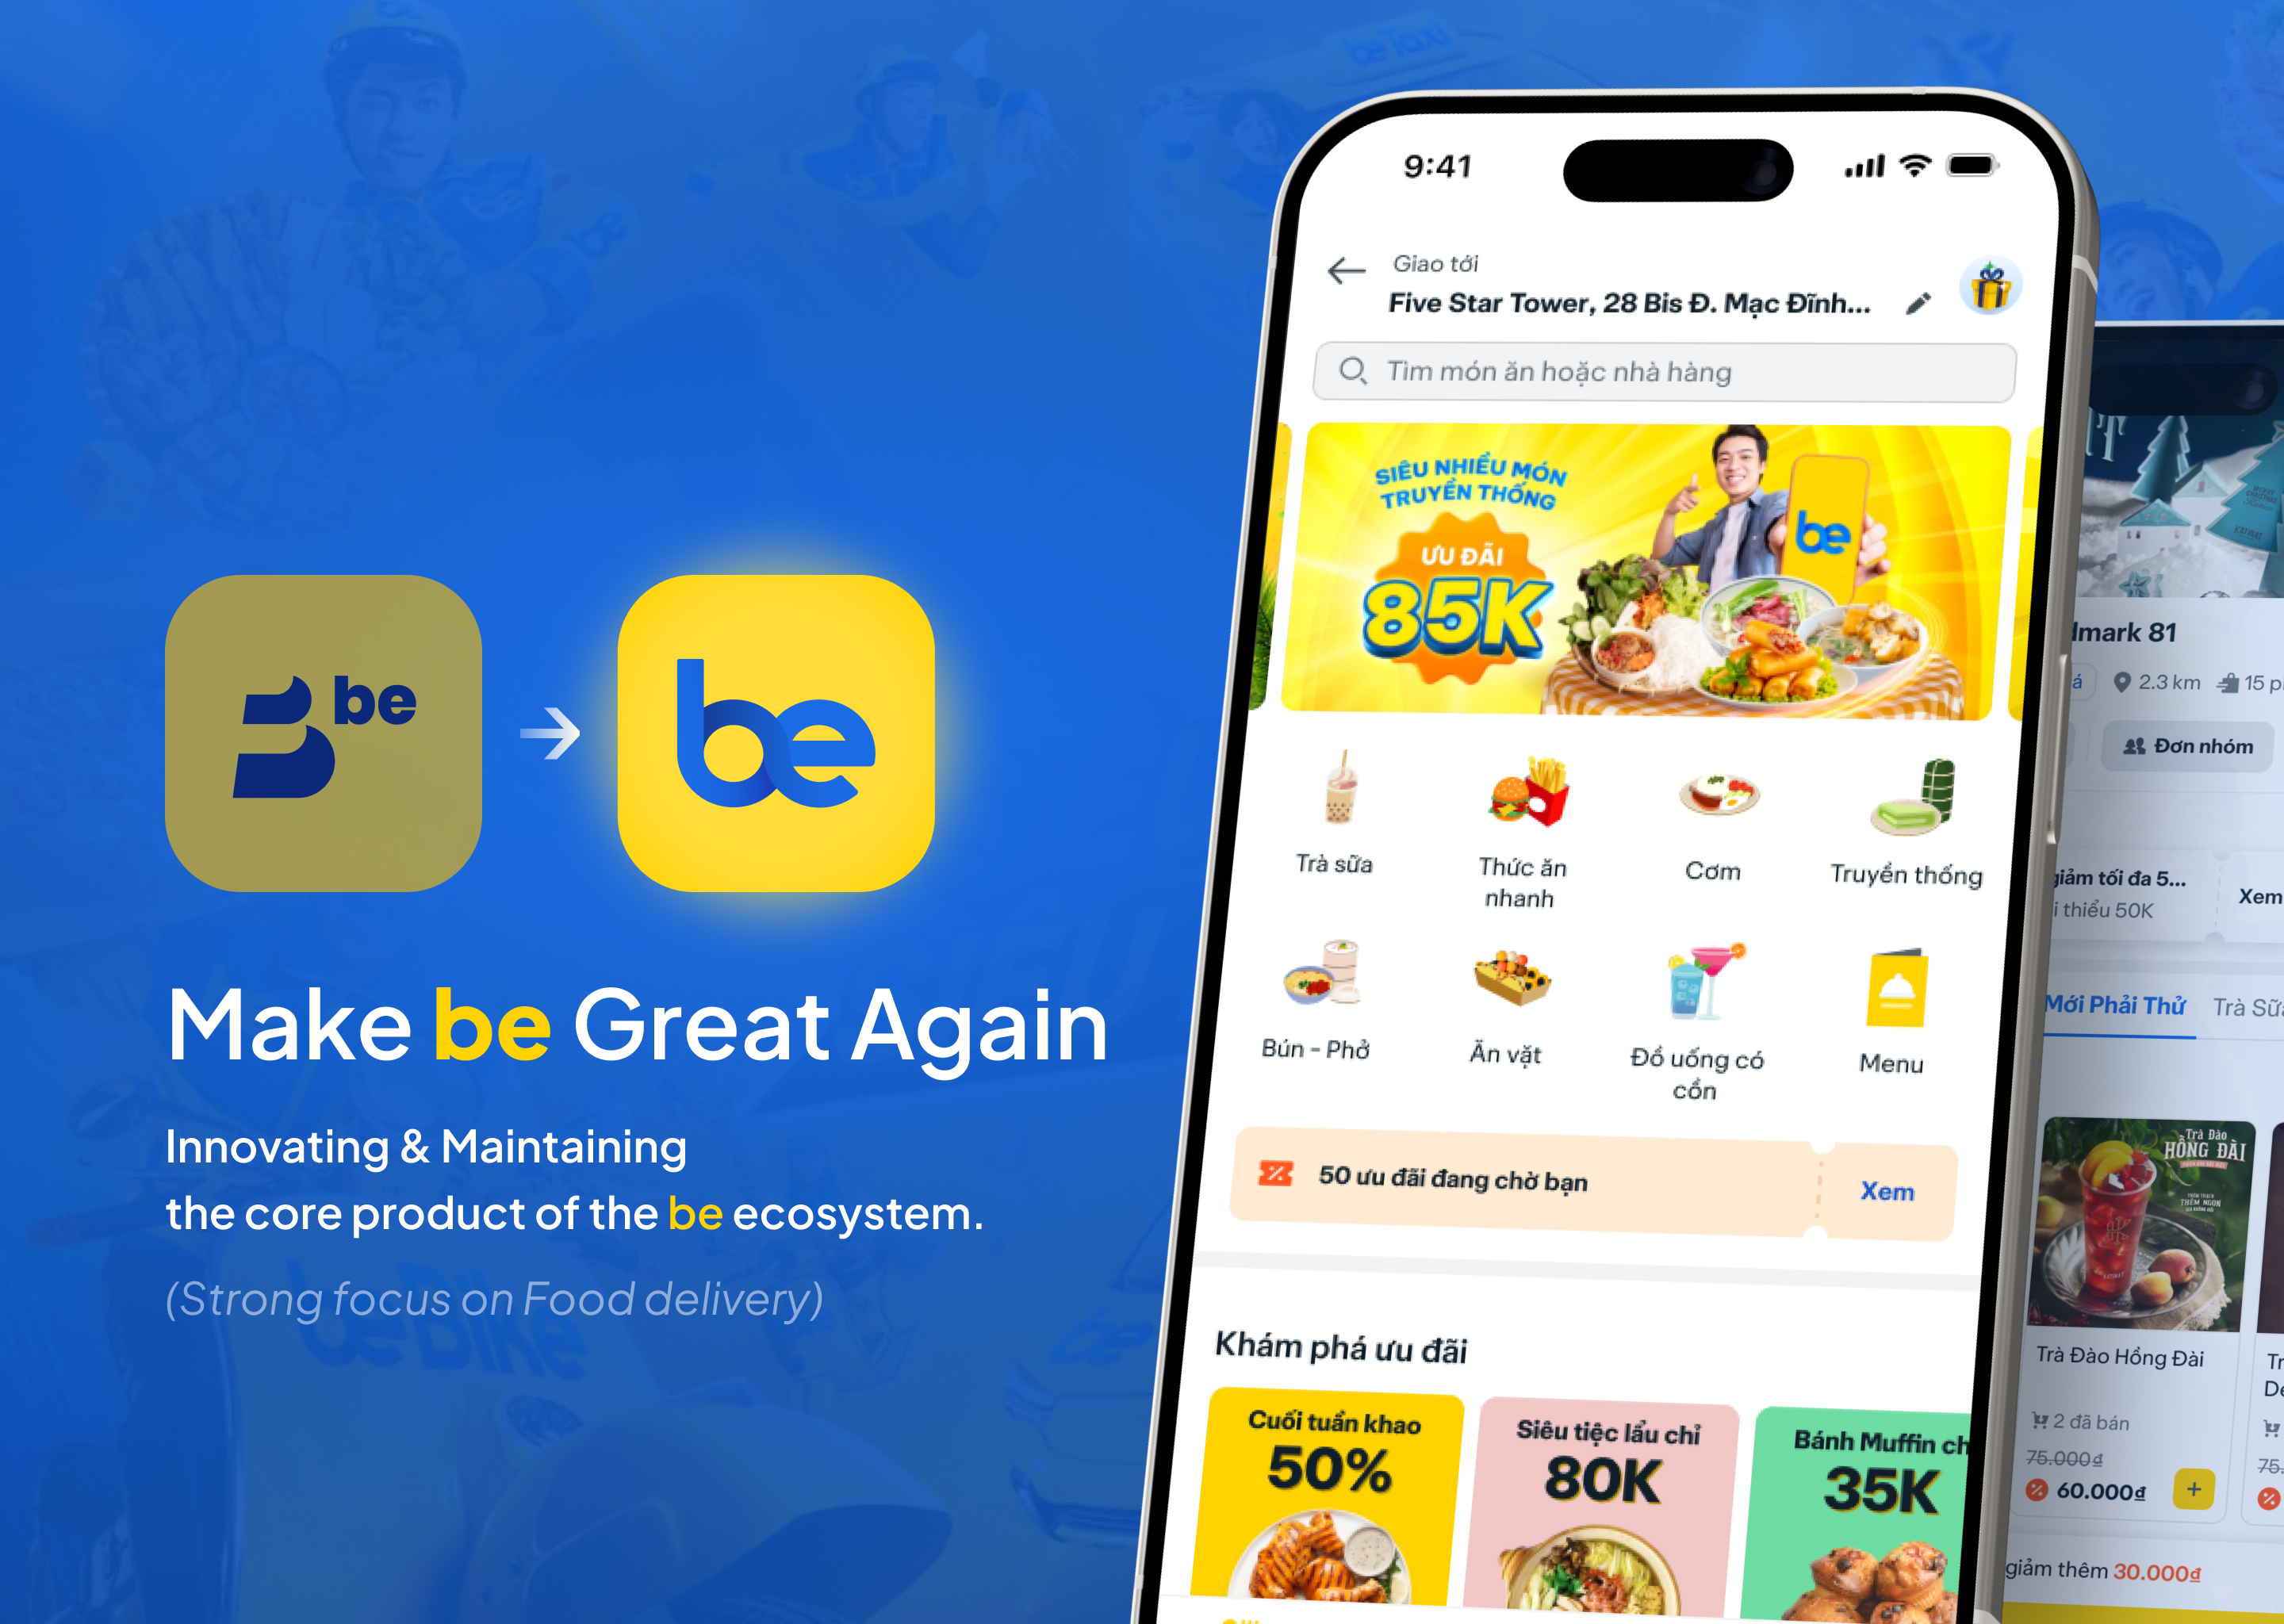 be
be
Make be Great Again
Innovating & Maintaining
the core product of the be ecosystem.
(Strong focus on Food delivery)
beBike
beTaxi
9:41
Giao tới
Five Star Tower, 28 Bis Đ. Mạc Đĩnh...
Tìm món ăn hoặc nhà hàng
SIÊU NHIỀU MÓN
TRUYỀN THỐNG
ƯU ĐÃI
85K
be
Trà sữa
Thức ăn
nhanh
Cơm
Truyền thống
Bún - Phở
Ăn vặt
Đồ uống có
cồn
Menu
50 ưu đãi đang chờ bạn
Xem
Khám phá ưu đãi
Cuối tuần khao
50%
Siêu tiệc lẩu chỉ
80K
Bánh Muffin ch
35K
dmark 81
á
2.3 km
15 p
Đơn nhóm
giảm tối đa 5...
i thiểu 50K
Xem
Mới Phải Thử
Trà Sữ
Trà Đào
HỒNG ĐÀI
Trà Đào Hồng Đài
2 đã bán
75.000đ
60.000đ
+
Tr
De
75.
giảm thêm 30.000đ